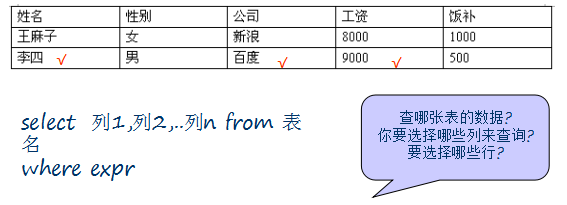 姓名 性别 公司 工资 饭补
王麻子 女 新浪 8000 1000
李四 男 百度 9000 500
select 列1,列2,..列n from 表
名
where expr
查哪张表的数据?
你要选择哪些列来查询?
要选择哪些行?